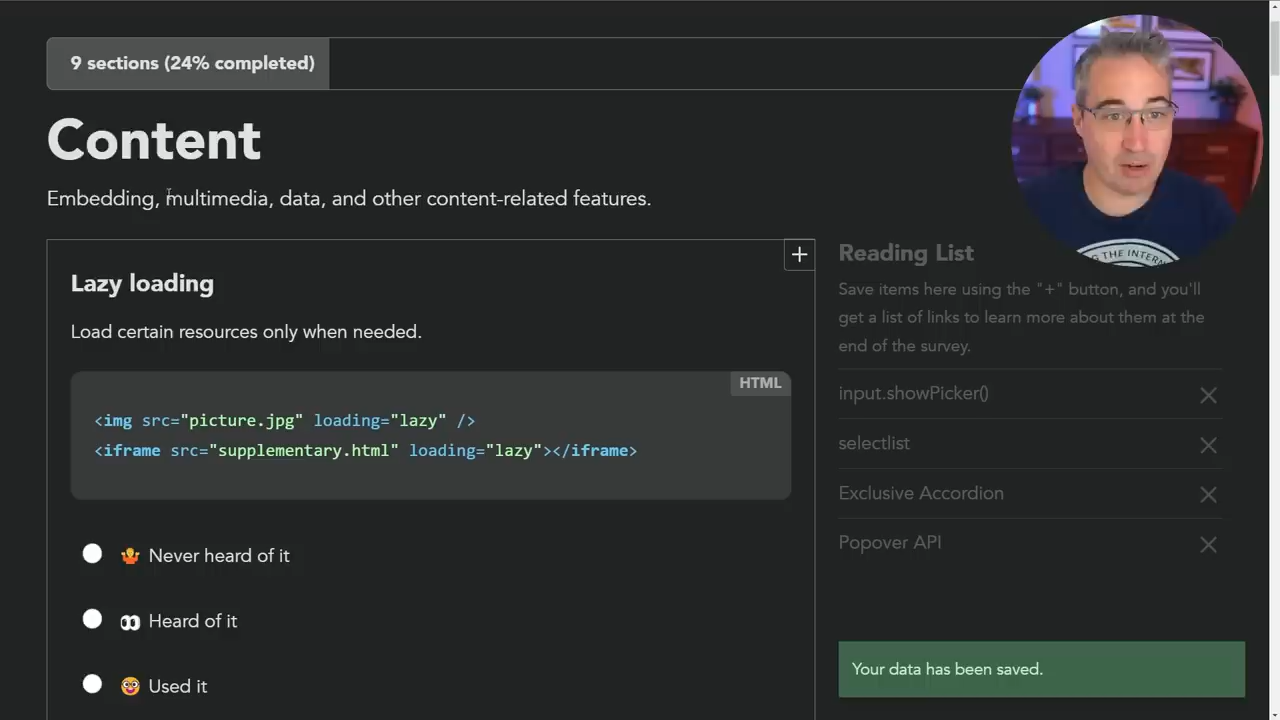 9 sections (24% completed)
Content
Embedding, multimedia, data, and other content-related features.
Lazy loading
Load certain resources only when needed.
HTML
<img src="picture.jpg" loading="lazy" />
<iframe src="supplementary.html" loading="lazy"></iframe>
Never heard of it
Heard of it
Used it
THE INTERN
Reading List
Save items here using the "+" button, and you'll
get a list of links to learn more about them at the
end of the survey.
input.showPicker()
selectlist
Exclusive Accordion
Popover API
Your data has been saved.